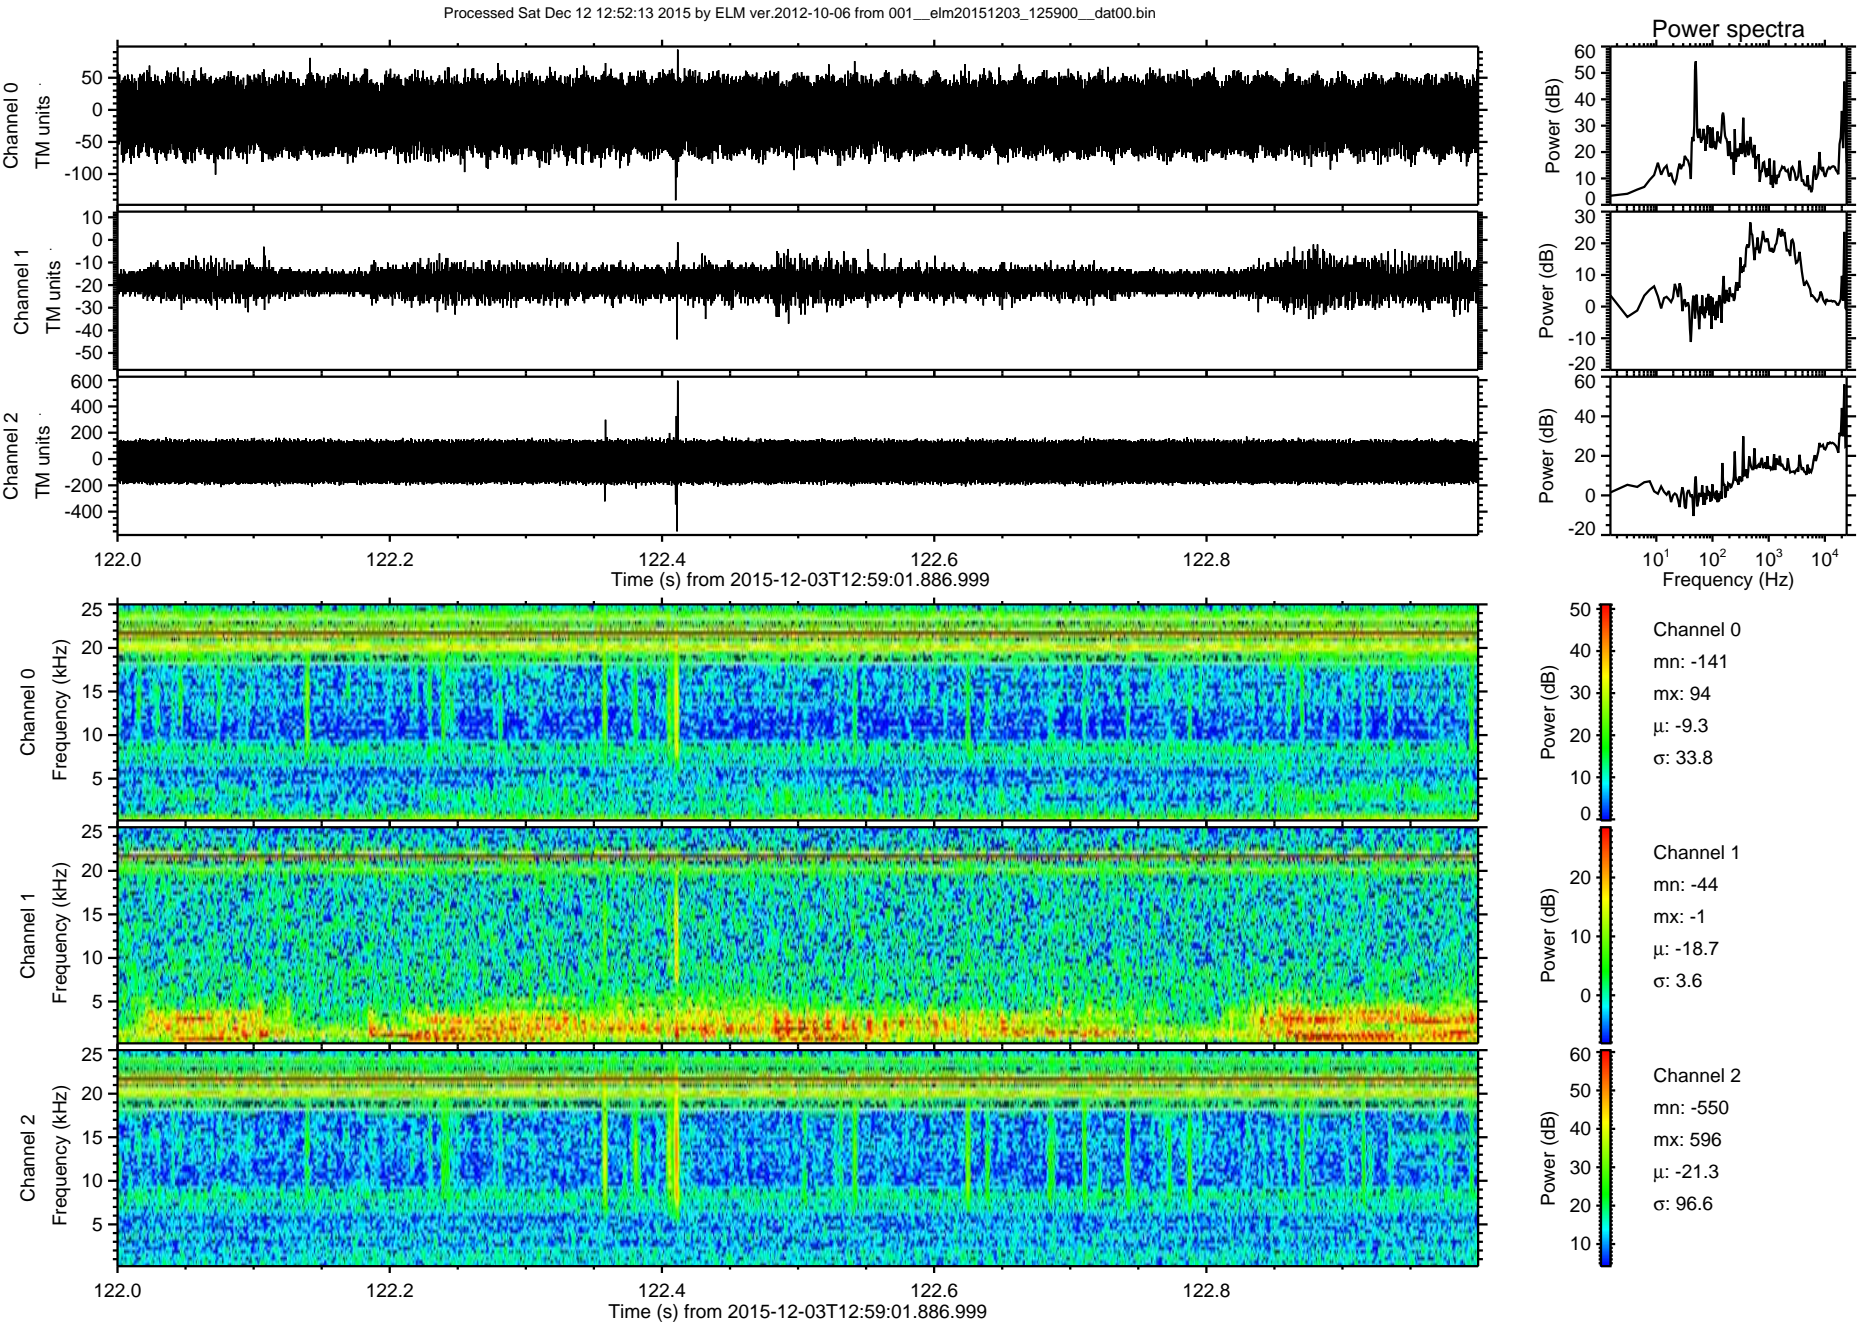 Processed Sat Dec 12 12:52:13 2015 by ELM ver.2012-10-06 from 001__elm20151203_125900__dat00.bin
Power spectra
Channel 0
TM units
50
0
-50
-100
Power (dB)
60
50
40
30
20
10
0
Channel 1
TM units
10
0
-10
-20
-30
-40
-50
Power (dB)
30
20
10
0
-10
-20
Channel 2
TM units
600
400
200
0
-200
-400
Power (dB)
60
40
20
0
-20
122.0 122.2 122.4 122.6 122.8
Time (s) from 2015-12-03T12:59:01.886.999
10¹ 10² 10³ 10⁴
Frequency (Hz)
Channel 0
Frequency (kHz)
25
20
15
10
5
Power (dB)
50
40
30
20
10
0
Channel 0
mn: -141
mx: 94
μ: -9.3
σ: 33.8
Channel 1
Frequency (kHz)
25
20
15
10
5
Power (dB)
20
10
0
Channel 1
mn: -44
mx: -1
μ: -18.7
σ: 3.6
Channel 2
Frequency (kHz)
25
20
15
10
5
Power (dB)
60
50
40
30
20
10
Channel 2
mn: -550
mx: 596
μ: -21.3
σ: 96.6
122.0 122.2 122.4 122.6 122.8
Time (s) from 2015-12-03T12:59:01.886.999